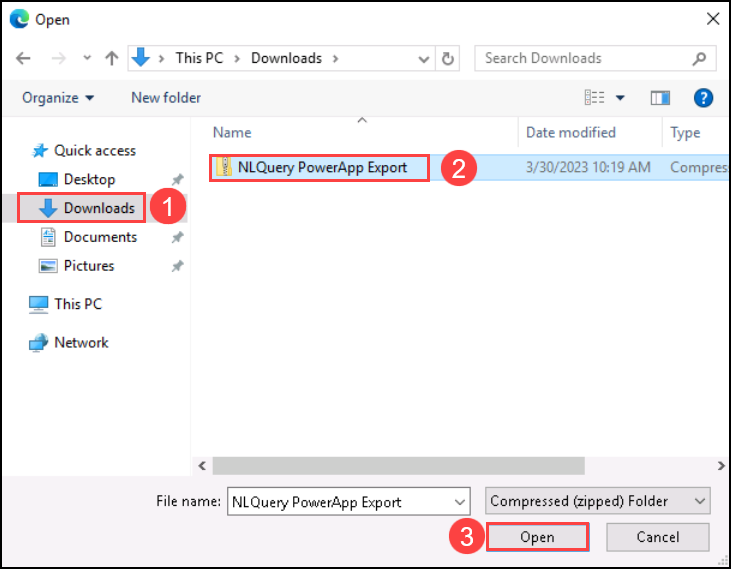 Open
This PC > Downloads >
Search Downloads
Organize
New folder
Name
Date modified
Type
Quick access
NLQuery PowerApp Export
2
3/30/2023 10:19 AM
Compres
Desktop
Downloads
1
Documents
Pictures
This PC
Network
File name:
NLQuery PowerApp Export
Compressed (zipped) Folder
3
Open
Cancel